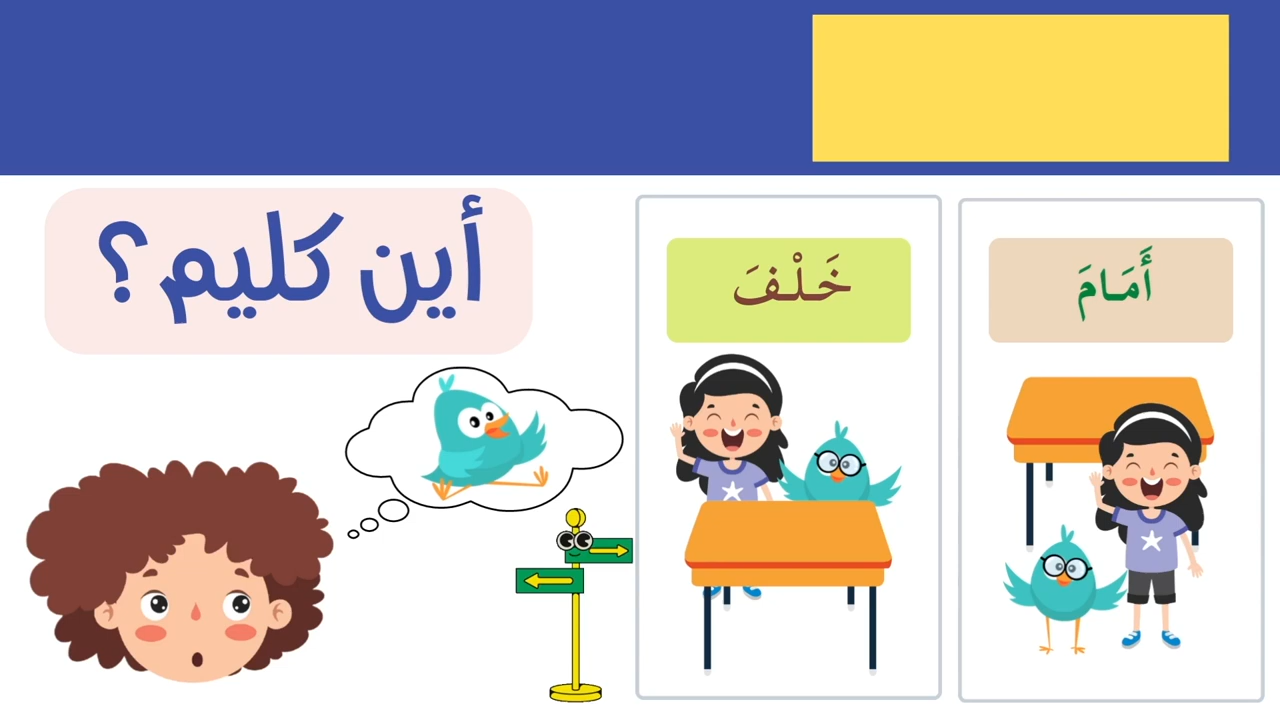 أين كليم؟
أَمَامَ
خَلْفَ